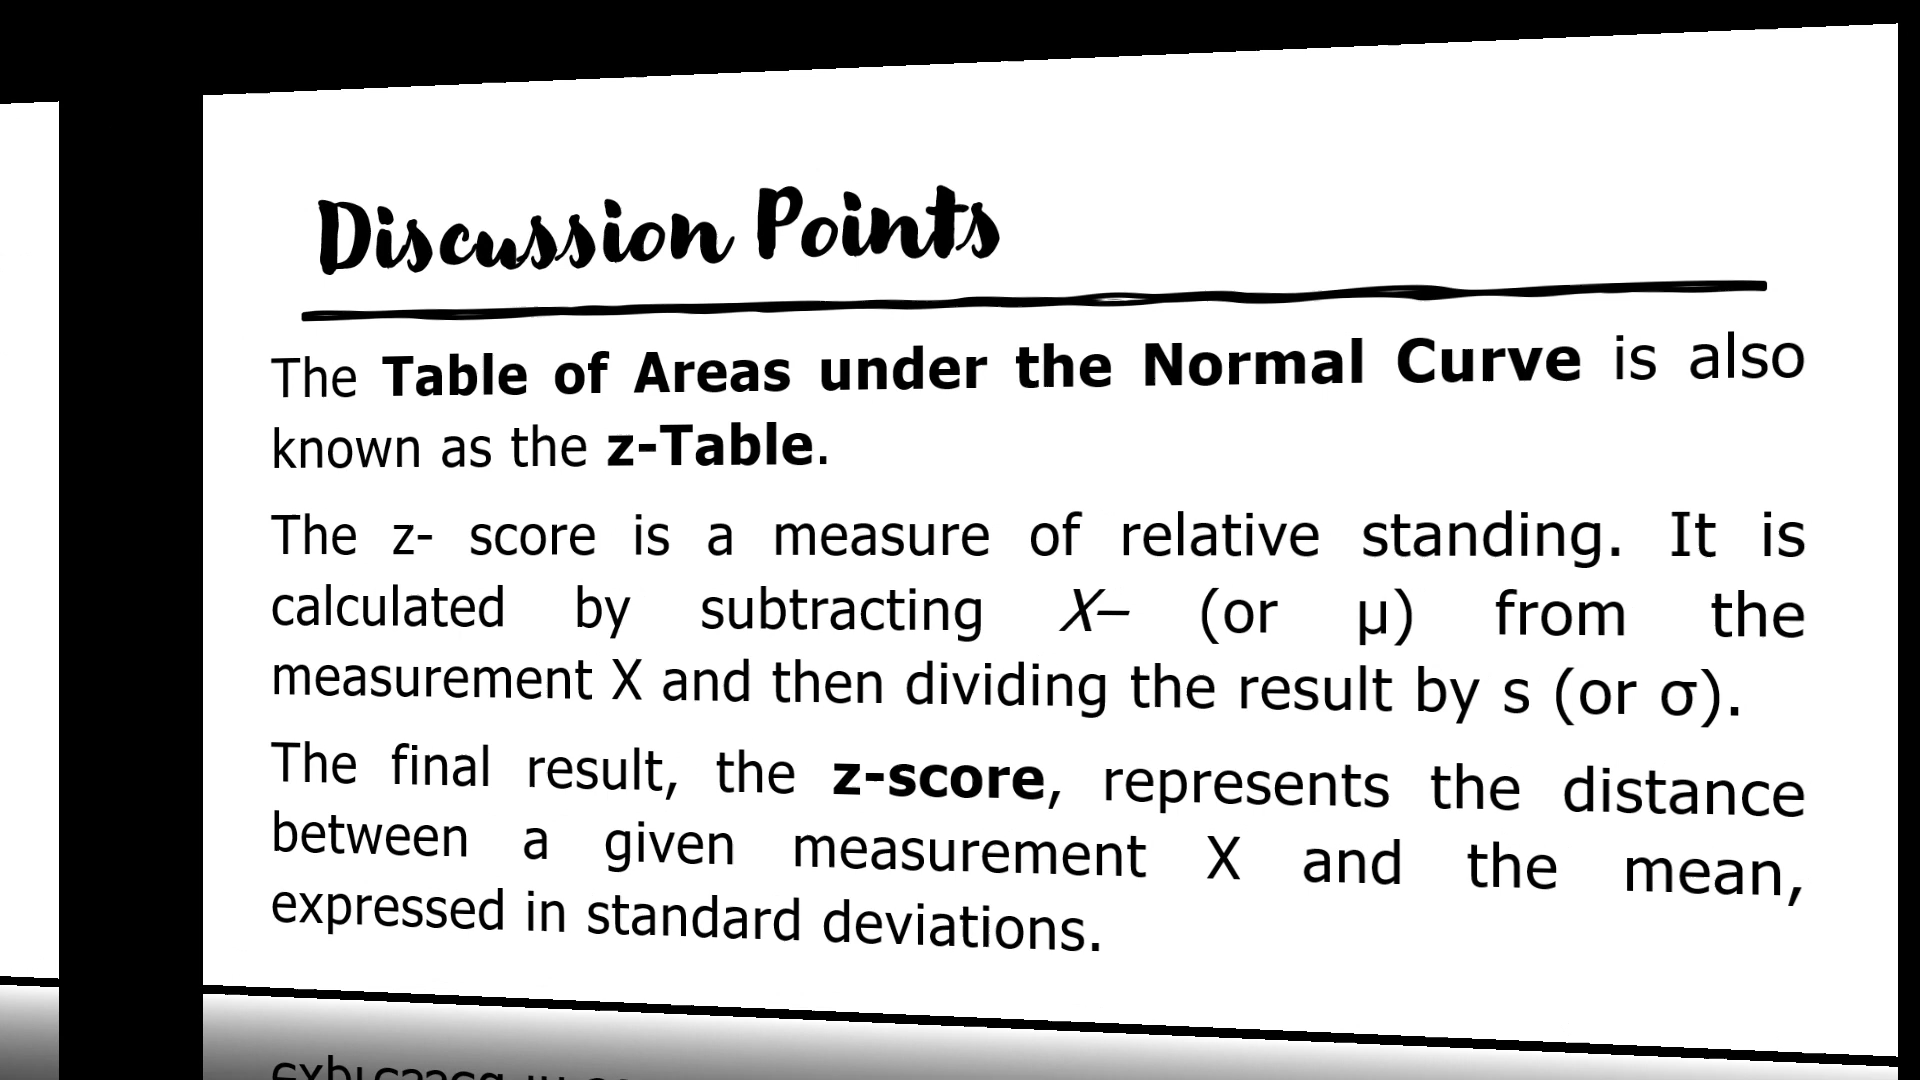 Discussion Points
The Table of Areas under the Normal Curve is also
known as the z-Table.
The z- score is a measure of relative standing. It is
calculated by subtracting X– (or µ) from the
measurement X and then dividing the result by s (or σ).
The final result, the z-score, represents the distance
between a given measurement X and the mean,
expressed in standard deviations.